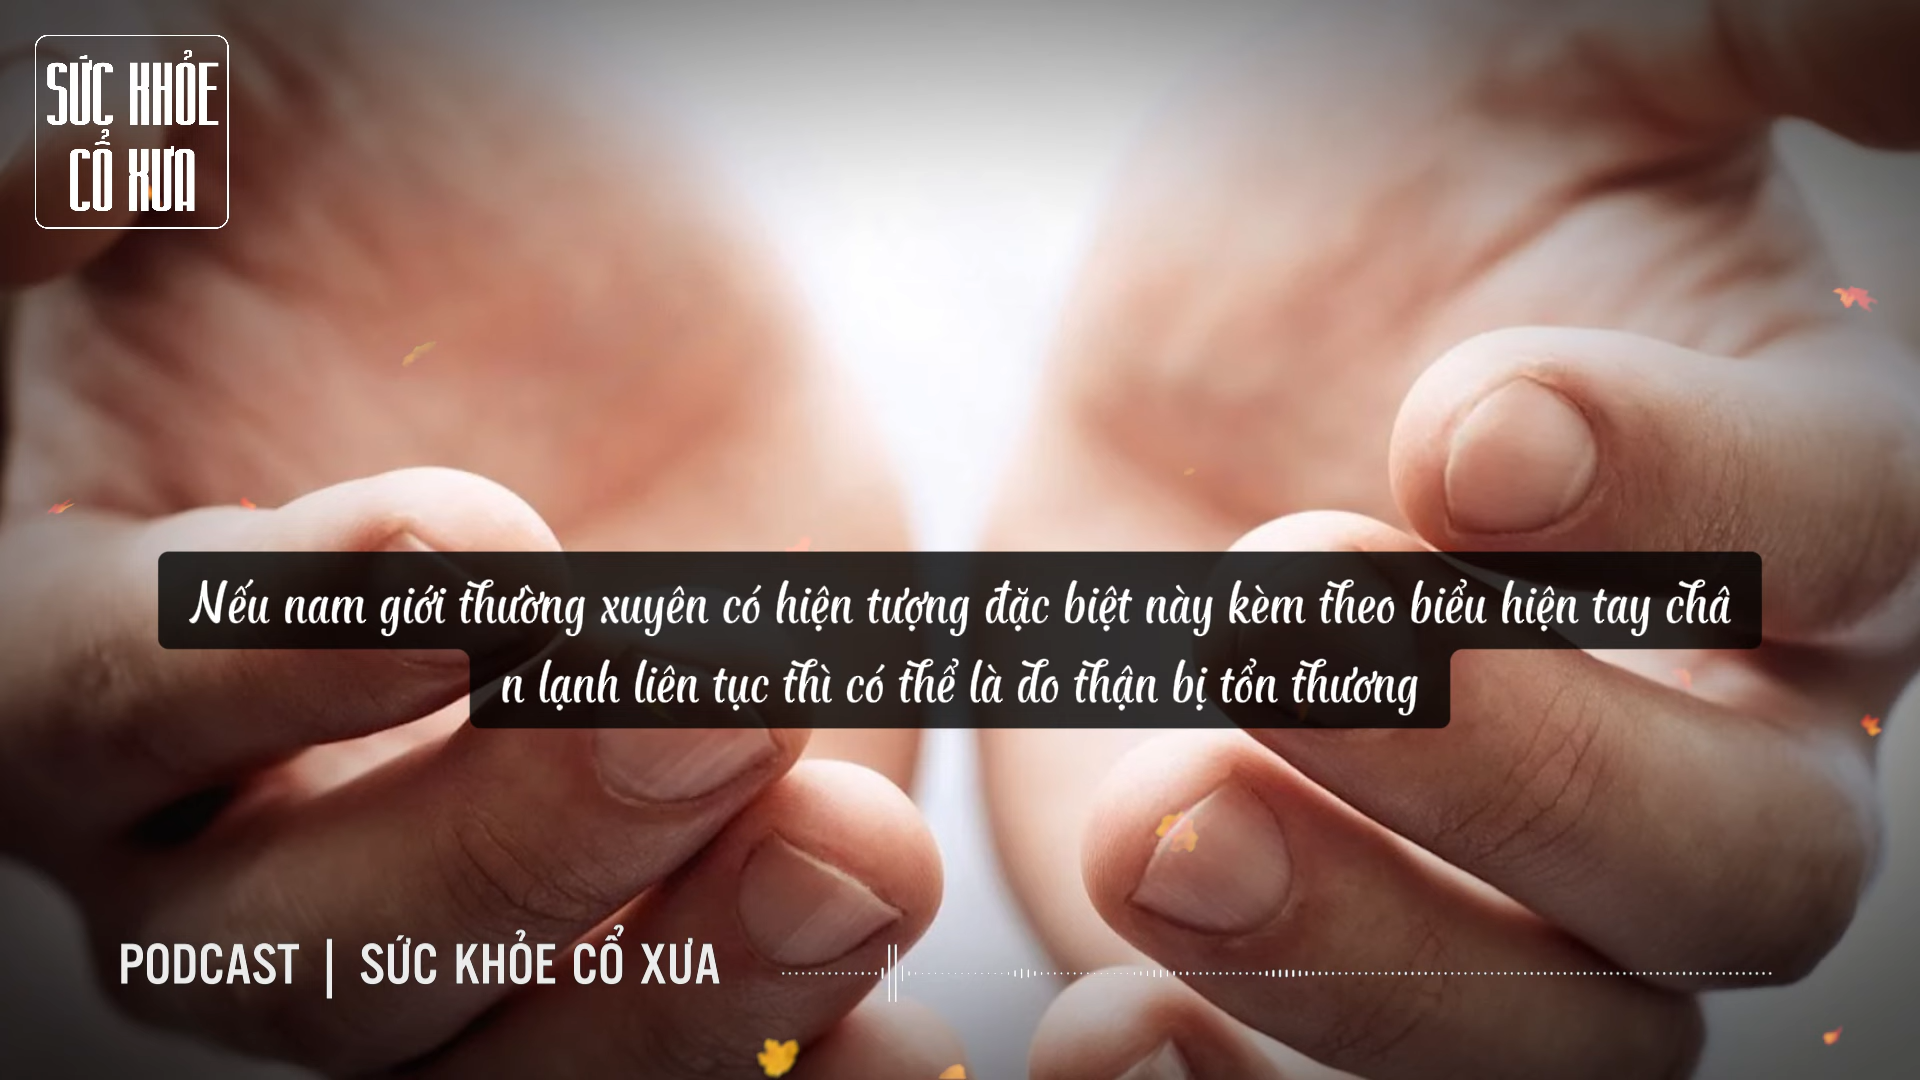 SỨC KHỎE
CỔ XƯA
Nếu nam giới thường xuyên có hiện tượng đặc biệt này kèm theo biểu hiện tay châ
n lạnh liên tục thì có thể là do thận bị tổn thương
PODCAST | SỨC KHỎE CỔ XƯA